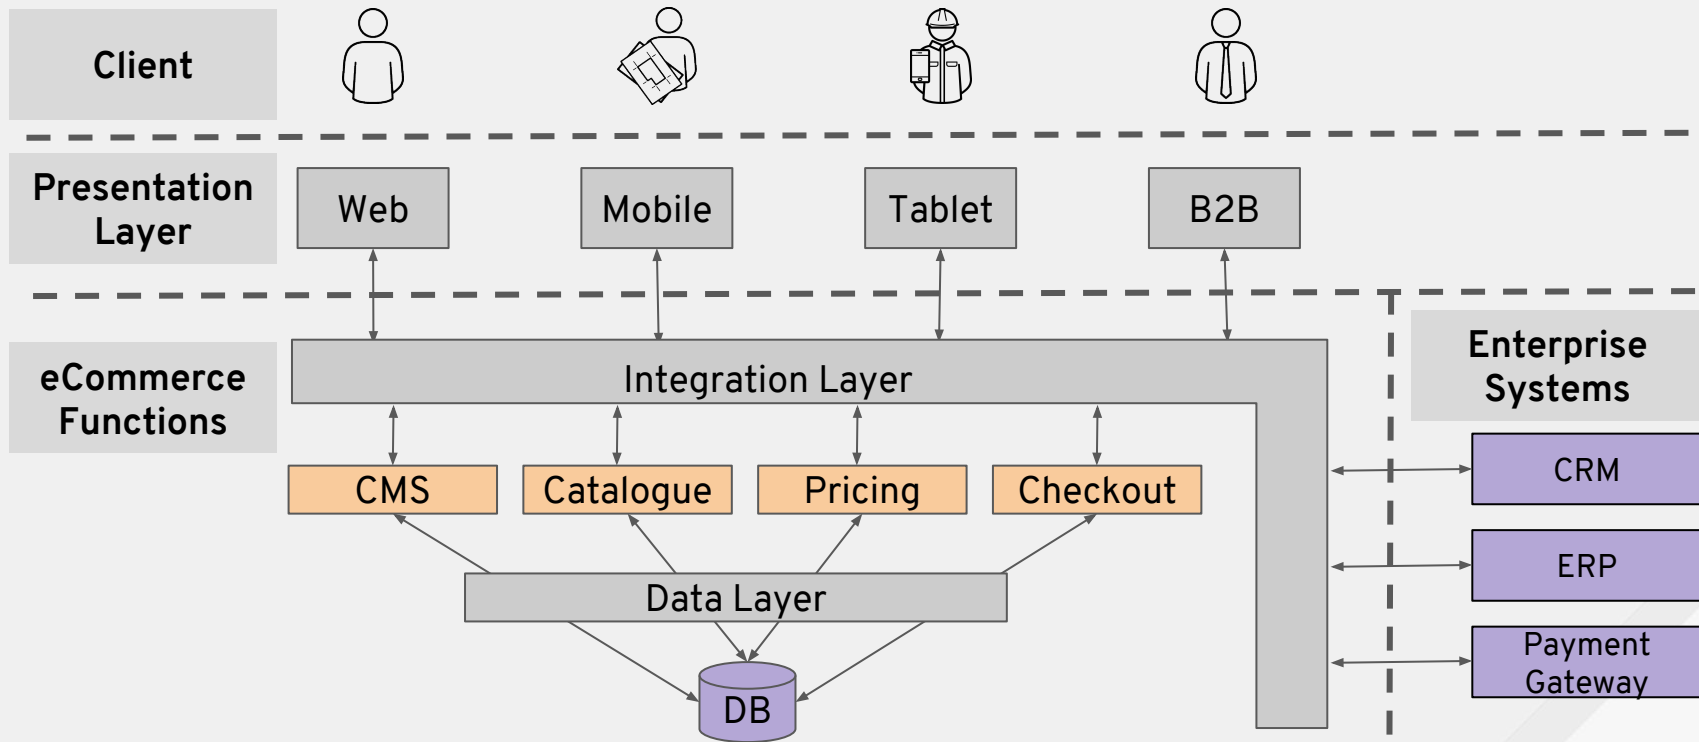 Client
Presentation
Layer
Web
Mobile
Tablet
B2B
eCommerce
Functions
Integration Layer
Enterprise
Systems
CMS
Catalogue
Pricing
Checkout
CRM
Data Layer
ERP
DB
Payment
Gateway